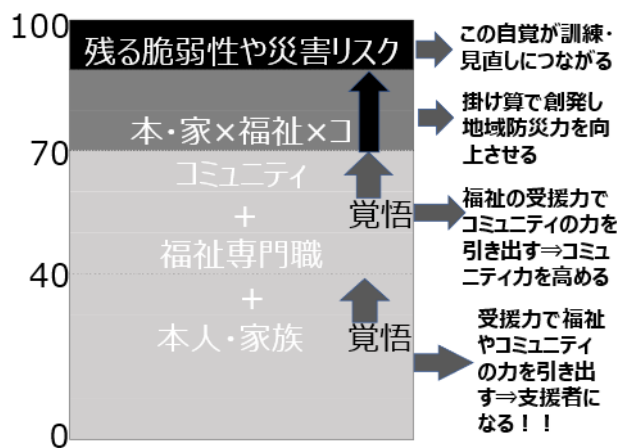 100
残る脆弱性や災害リスク
この自覚が訓練・
見直しにつながる
本・家×福祉×コ
掛け算で創発し
地域防災力を向
上させる
70
コミュニティ
+
覚悟
福祉の受援力で
コミュニティの力を
引き出す⇒コミュ
ニティ力を高める
福祉専門職
40
+
本人・家族
覚悟
受援力で福祉
やコミュニティ
の力を引き出
す⇒支援者に
なる！！
0